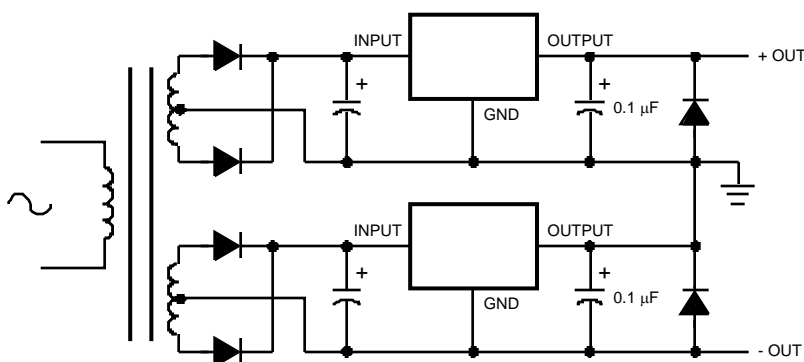 INPUT
OUTPUT
+ OUT
+
+
GND
0.1 µF
INPUT
OUTPUT
+
+
GND
0.1 µF
- OUT